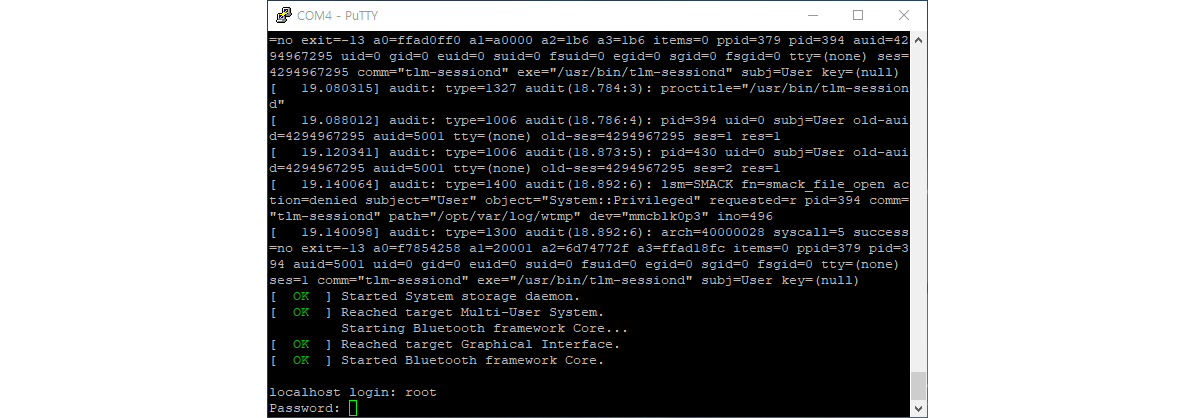 COM4 - PuTTY
=no exit=-13 a0=ffad0ff0 a1=a0000 a2=1b6 a3=1b6 items=0 ppid=379 pid=394 auid=42
94967295 uid=0 gid=0 euid=0 suid=0 fsuid=0 egid=0 sgid=0 fsgid=0 tty=(none) ses=
4294967295 comm="tlm-sessiond" exe="/usr/bin/tlm-sessiond" subj=User key=(null)
[   19.080315] audit: type=1327 audit(18.784:3): proctitle="/usr/bin/tlm-session
d"
[   19.088012] audit: type=1006 audit(18.786:4): pid=394 uid=0 subj=User old-aui
d=4294967295 auid=5001 tty=(none) old-ses=4294967295 ses=1 res=1
[   19.120341] audit: type=1006 audit(18.873:5): pid=430 uid=0 subj=User old-aui
d=4294967295 auid=5001 tty=(none) old-ses=4294967295 ses=2 res=1
[   19.140064] audit: type=1400 audit(18.892:6): lsm=SMACK fn=smack_file_open ac
tion=denied subject="User" object="System::Privileged" requested=r pid=394 comm=
"tlm-sessiond" path="/opt/var/log/wtmp" dev="mmcblk0p3" ino=496
[   19.140098] audit: type=1300 audit(18.892:6): arch=40000028 syscall=5 success
=no exit=-13 a0=f7854258 a1=20001 a2=6d74772f a3=ffad18fc items=0 ppid=379 pid=3
94 auid=5001 uid=0 gid=0 euid=0 suid=0 fsuid=0 egid=0 sgid=0 fsgid=0 tty=(none)
ses=1 comm="tlm-sessiond" exe="/usr/bin/tlm-sessiond" subj=User key=(null)
[  OK  ] Started System storage daemon.
[  OK  ] Reached target Multi-User System.
         Starting Bluetooth framework Core...
[  OK  ] Reached target Graphical Interface.
[  OK  ] Started Bluetooth framework Core.
localhost login: root
Password: